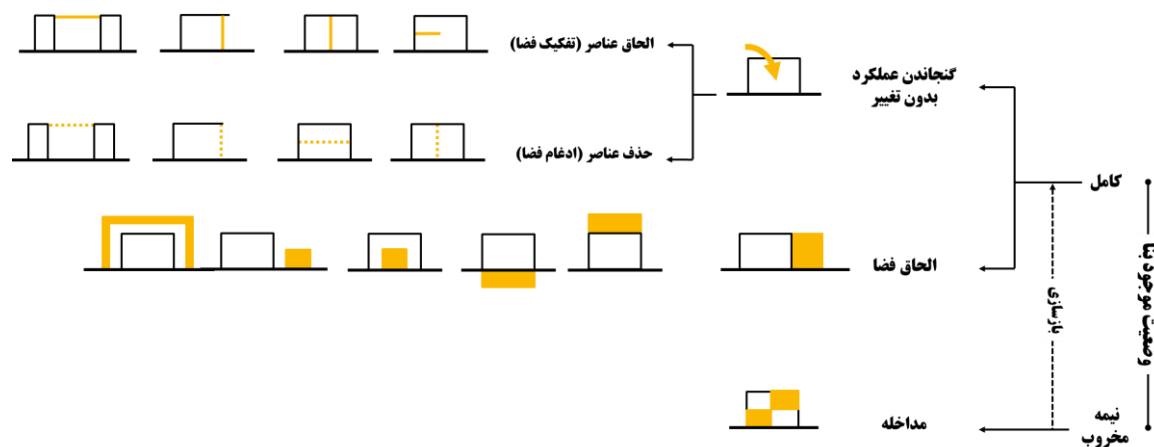 وضعیت موجود بنا
کامل
بازسازی
نیمه
مخروب
گنجاندن عملکرد
بدون تغییر
الحاق عناصر (تفکیک فضا)
حذف عناصر (ادغام فضا)
الحاق فضا
مداخله